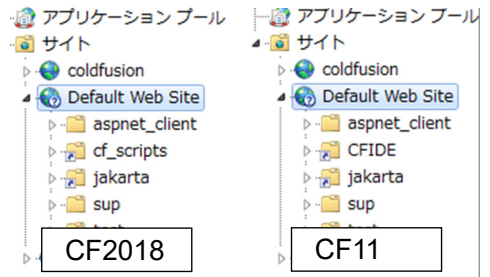 アプリケーション プール
サイト
coldfusion
Default Web Site
aspnet_client
cf_scripts
jakarta
sup
CF2018
アプリケーション プール
サイト
coldfusion
Default Web Site
aspnet_client
CFIDE
jakarta
sup
CF11